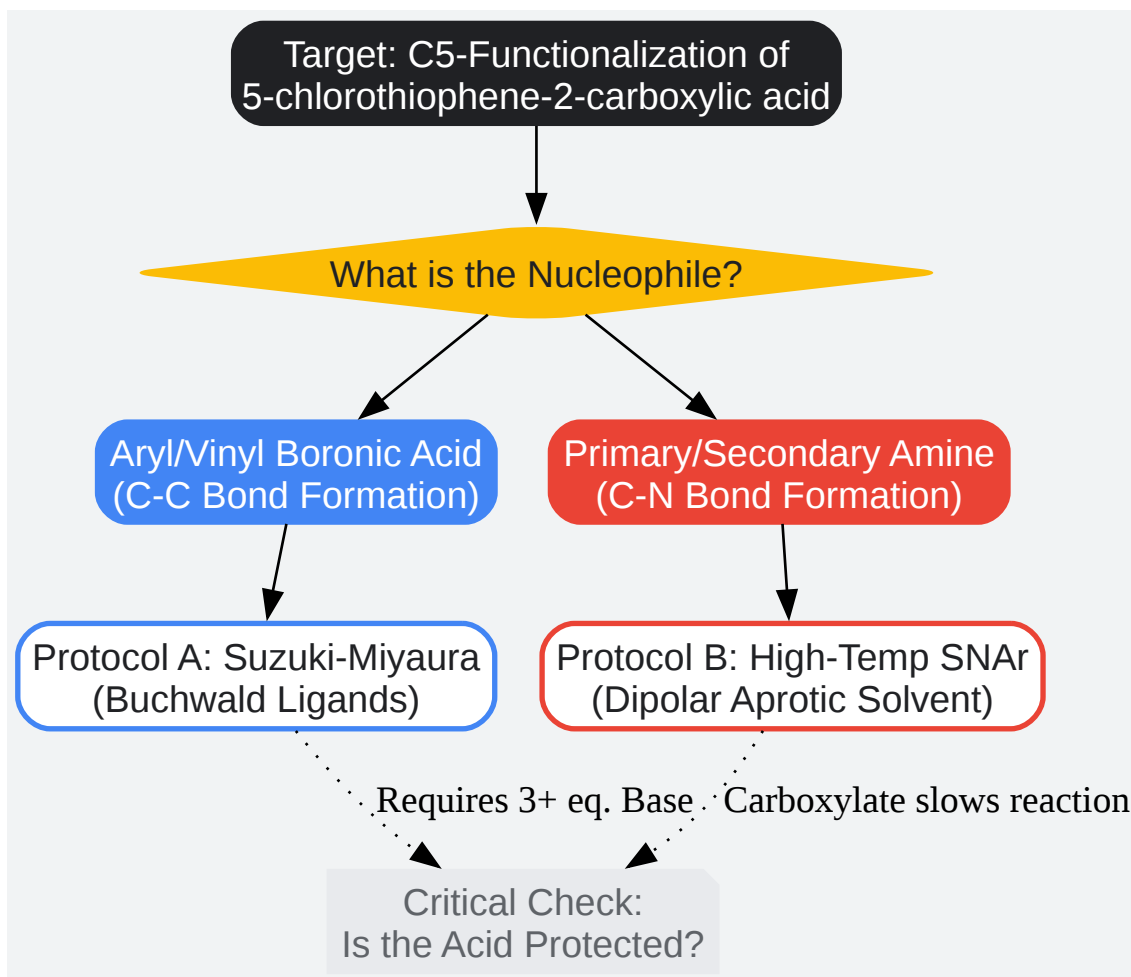 Target: C5-Functionalization of
5-chlorothiophene-2-carboxylic acid
What is the Nucleophile?
Aryl/Vinyl Boronic Acid
(C-C Bond Formation)
Primary/Secondary Amine
(C-N Bond Formation)
Protocol A: Suzuki-Miyaura
(Buchwald Ligands)
Protocol B: High-Temp SNAr
(Dipolar Aprotic Solvent)
Requires 3+ eq. Base
Carboxylate slows reaction
Critical Check:
Is the Acid Protected?